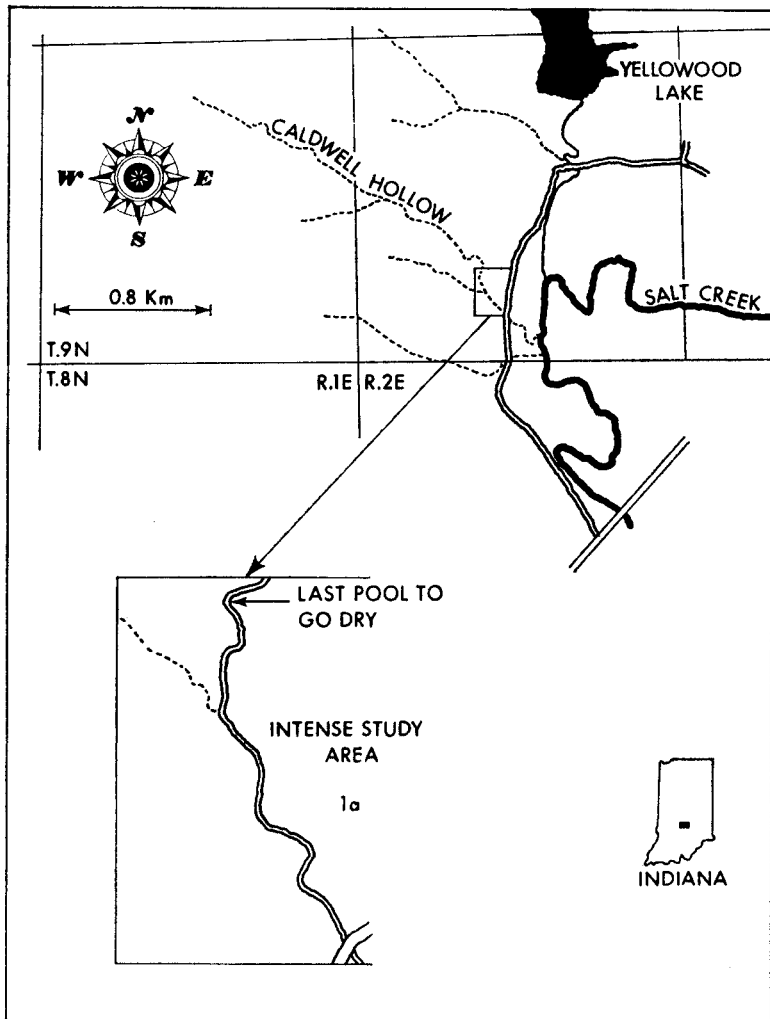 YELLOWOOD
LAKE
CALDWELL HOLLOW
N
W
E
S
0.8 Km
SALT CREEK
T.9N
T.8N
R.1E
R.2E
LAST POOL TO
GO DRY
INTENSE STUDY
AREA
1a
INDIANA